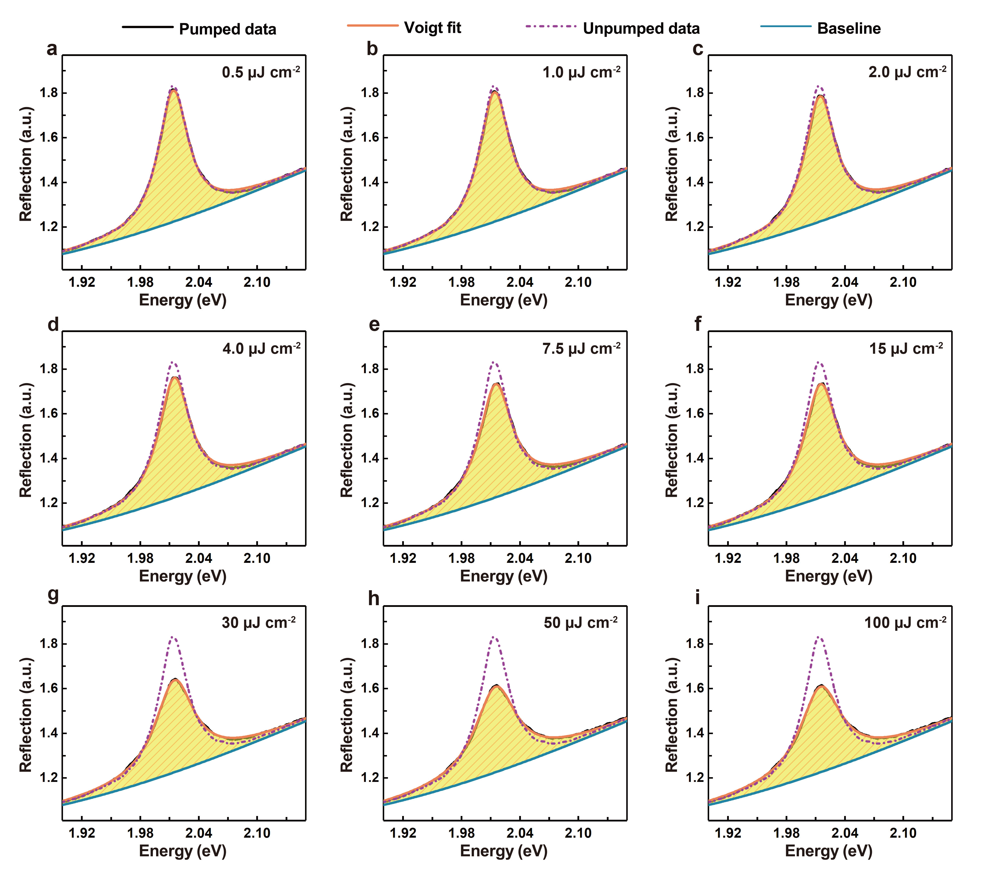 Pumped data Voigt fit Unpumped data Baseline
a
0.5 µJ cm-2
Reflection (a.u.)
1.8
1.6
1.4
1.2
1.92 1.98 2.04 2.10
Energy (eV)
b
1.0 µJ cm-2
Reflection (a.u.)
1.8
1.6
1.4
1.2
1.92 1.98 2.04 2.10
Energy (eV)
c
2.0 µJ cm-2
Reflection (a.u.)
1.8
1.6
1.4
1.2
1.92 1.98 2.04 2.10
Energy (eV)
d
4.0 µJ cm-2
Reflection (a.u.)
1.8
1.6
1.4
1.2
1.92 1.98 2.04 2.10
Energy (eV)
e
7.5 µJ cm-2
Reflection (a.u.)
1.8
1.6
1.4
1.2
1.92 1.98 2.04 2.10
Energy (eV)
f
15 µJ cm-2
Reflection (a.u.)
1.8
1.6
1.4
1.2
1.92 1.98 2.04 2.10
Energy (eV)
g
30 µJ cm-2
Reflection (a.u.)
1.8
1.6
1.4
1.2
1.92 1.98 2.04 2.10
Energy (eV)
h
50 µJ cm-2
Reflection (a.u.)
1.8
1.6
1.4
1.2
1.92 1.98 2.04 2.10
Energy (eV)
i
100 µJ cm-2
Reflection (a.u.)
1.8
1.6
1.4
1.2
1.92 1.98 2.04 2.10
Energy (eV)